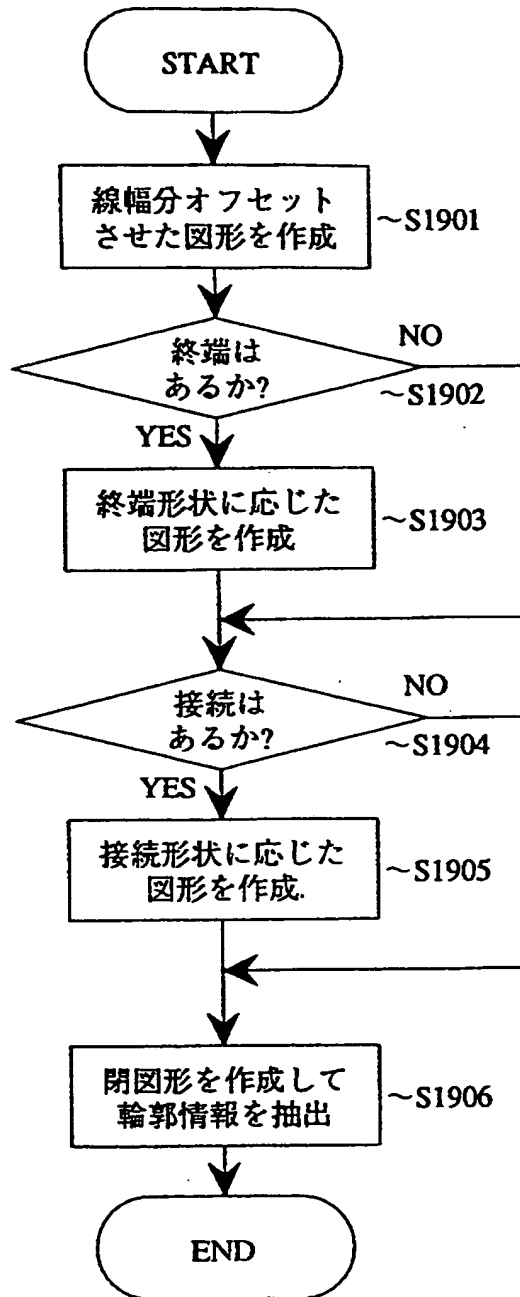 START
線幅分オフセット
させた図形を作成
~S1901
終端は
あるか?
NO
~S1902
YES
終端形状に応じた
図形を作成
~S1903
接続は
あるか?
NO
~S1904
YES
接続形状に応じた
図形を作成.
~S1905
閉図形を作成して
輪郭情報を抽出
~S1906
END